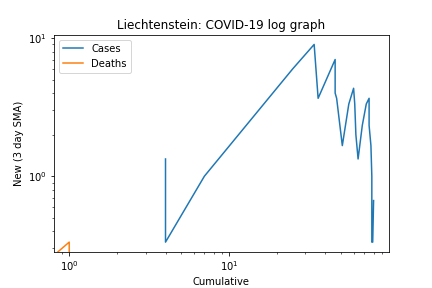 Liechtenstein: COVID-19 log graph
Cases
Deaths
New (3 day SMA)
10¹
10⁰
10⁰ 10¹
Cumulative